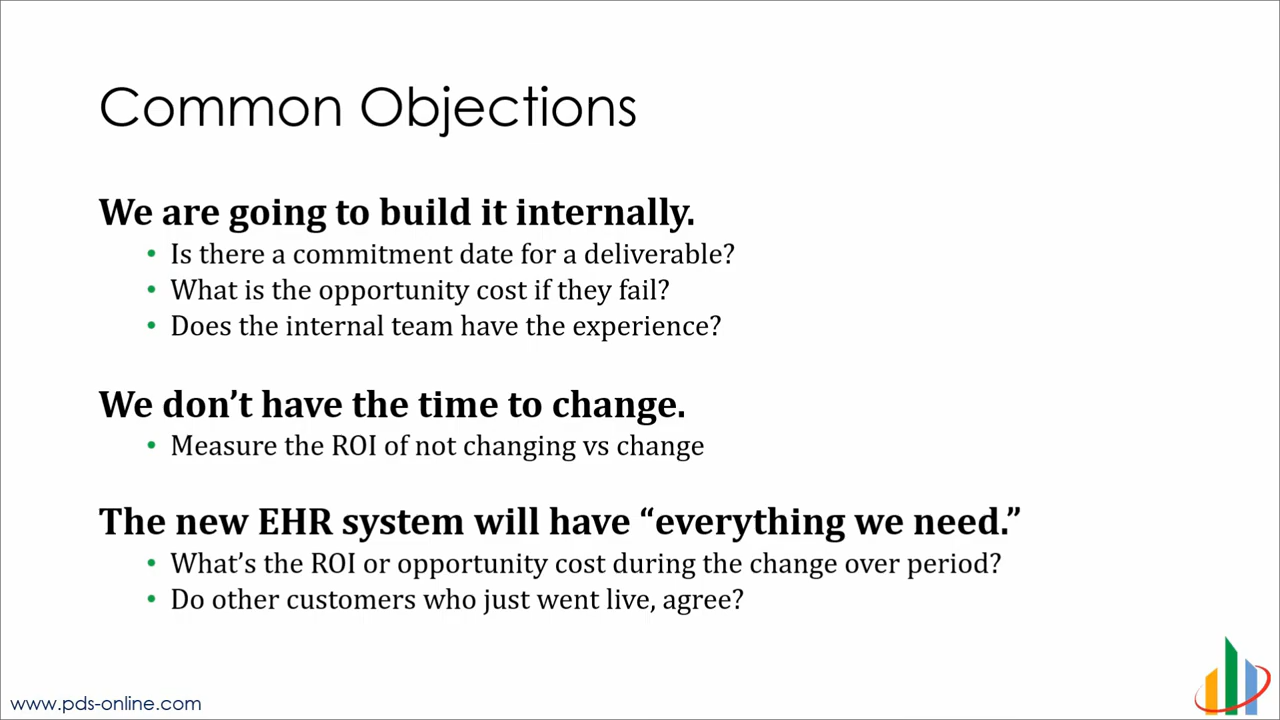 Common Objections
We are going to build it internally.
• Is there a commitment date for a deliverable?
• What is the opportunity cost if they fail?
• Does the internal team have the experience?
We don’t have the time to change.
• Measure the ROI of not changing vs change
The new EHR system will have “everything we need.”
• What’s the ROI or opportunity cost during the change over period?
• Do other customers who just went live, agree?
www.pds-online.com